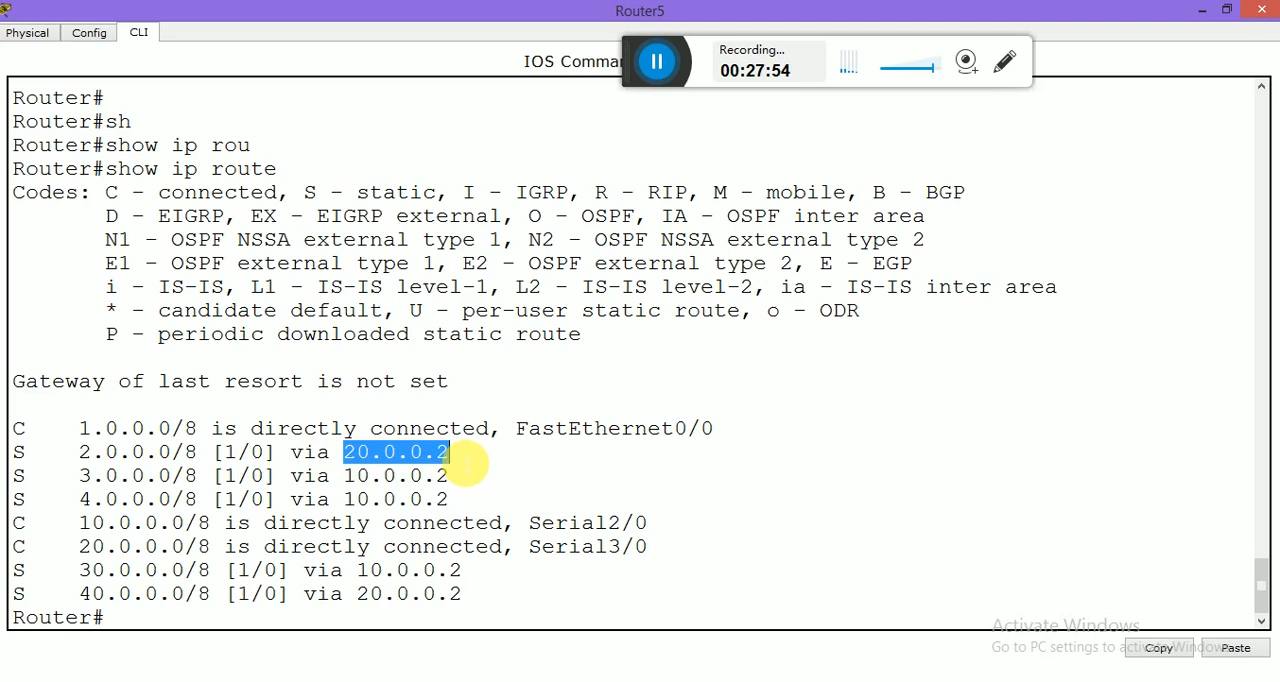 Router5
Physical Config CLI
IOS Comma
Recording...
00:27:54
Router#
Router#sh
Router#show ip rou
Router#show ip route
Codes: C - connected, S - static, I - IGRP, R - RIP, M - mobile, B - BGP
D - EIGRP, EX - EIGRP external, O - OSPF, IA - OSPF inter area
N1 - OSPF NSSA external type 1, N2 - OSPF NSSA external type 2
E1 - OSPF external type 1, E2 - OSPF external type 2, E - EGP
i - IS-IS, L1 - IS-IS level-1, L2 - IS-IS level-2, ia - IS-IS inter area
* - candidate default, U - per-user static route, o - ODR
P - periodic downloaded static route
Gateway of last resort is not set
C 1.0.0.0/8 is directly connected, FastEthernet0/0
S 2.0.0.0/8 [1/0] via 20.0.0.2
S 3.0.0.0/8 [1/0] via 10.0.0.2
S 4.0.0.0/8 [1/0] via 10.0.0.2
C 10.0.0.0/8 is directly connected, Serial2/0
C 20.0.0.0/8 is directly connected, Serial3/0
S 30.0.0.0/8 [1/0] via 10.0.0.2
S 40.0.0.0/8 [1/0] via 20.0.0.2
Router#
Activate Windows
Go to PC settings to activate Windows.
Copy Paste